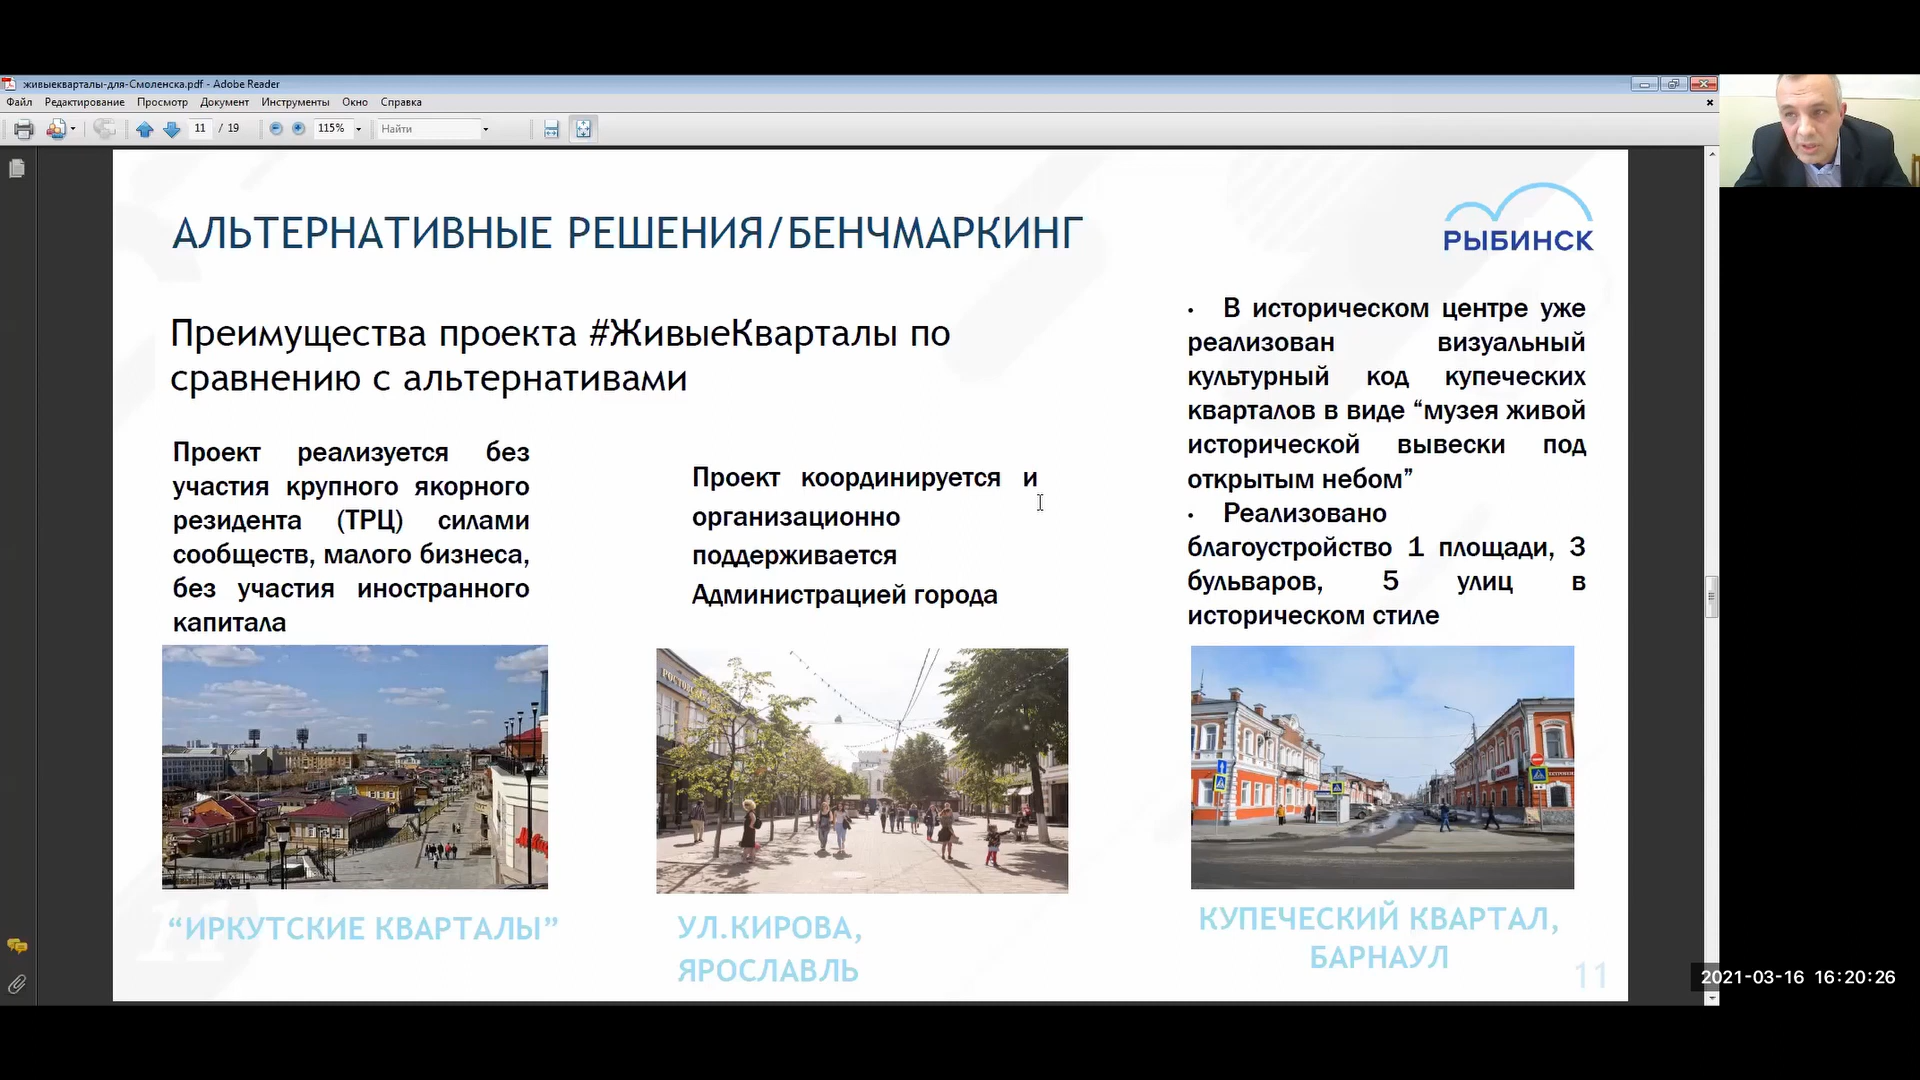 живыекварталы-для-Смоленска.pdf - Adobe Reader
Файл Редактирование Просмотр Документ Инструменты Окно Справка
11 / 19 115% Найти
АЛЬТЕРНАТИВНЫЕ РЕШЕНИЯ/БЕНЧМАРКИНГ
РЫБИНСК
Преимущества проекта #ЖивыеКварталы по
сравнению с альтернативами
Проект реализуется без
участия крупного якорного
резидента (ТРЦ) силами
сообществ, малого бизнеса,
без участия иностранного
капитала
Проект координируется и
организационно
поддерживается
Администрацией города
• В историческом центре уже
реализован визуальный
культурный код купеческих
кварталов в виде “музея живой
исторической вывески под
открытым небом”
• Реализовано
благоустройство 1 площади, 3
бульваров, 5 улиц в
историческом стиле
“ИРКУТСКИЕ КВАРТАЛЫ”
УЛ.КИРОВА,
ЯРОСЛАВЛЬ
КУПЕЧЕСКИЙ КВАРТАЛ,
БАРНАУЛ
11
2021-03-16 16:20:26